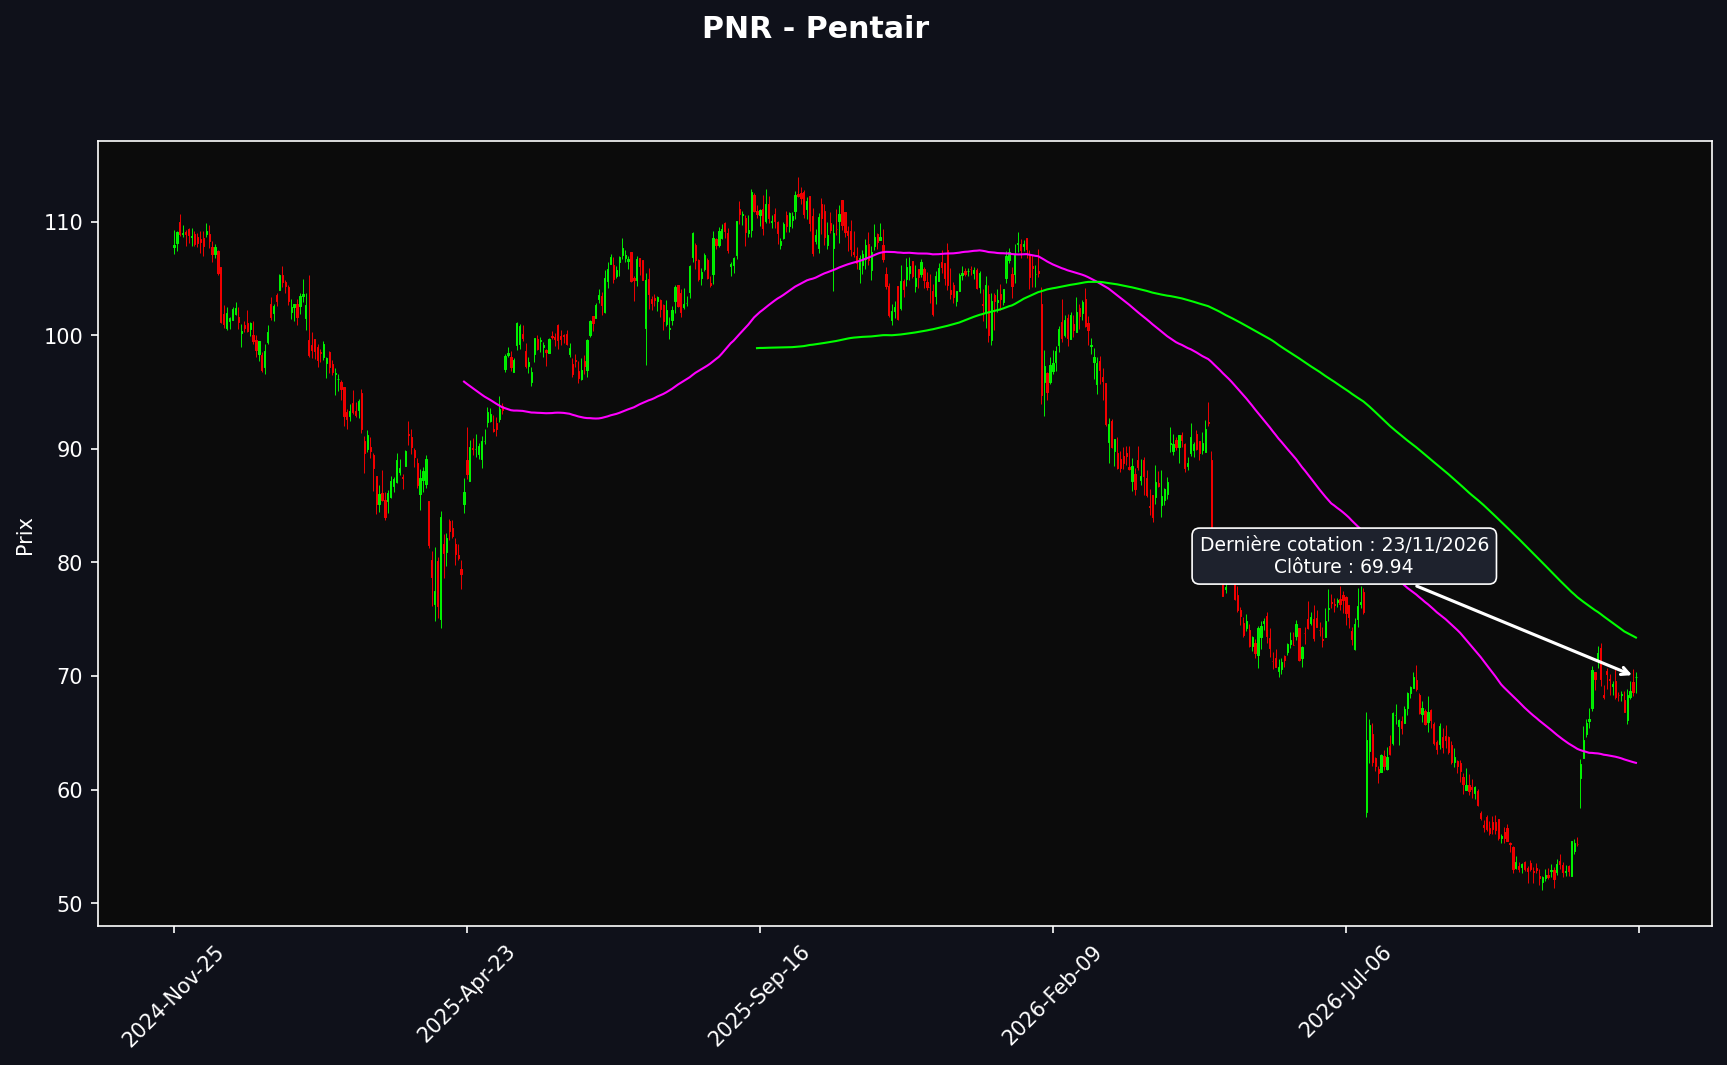 PNR - Pentair
Prix
110
100
90
80
70
60
50
Dernière cotation : 23/11/2026
Clôture : 69.94
2024-Nov-25
2025-Apr-23
2025-Sep-16
2026-Feb-09
2026-Jul-06